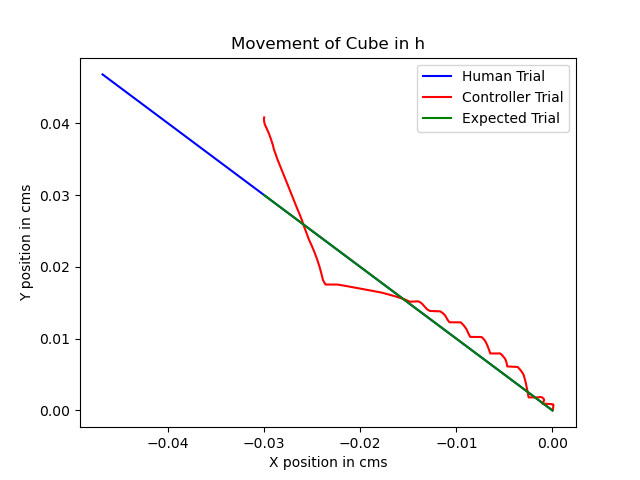 Movement of Cube in h
Human Trial
Controller Trial
Expected Trial
Y position in cms
0.04
0.03
0.02
0.01
0.00
−0.04 −0.03 −0.02 −0.01 0.00
X position in cms